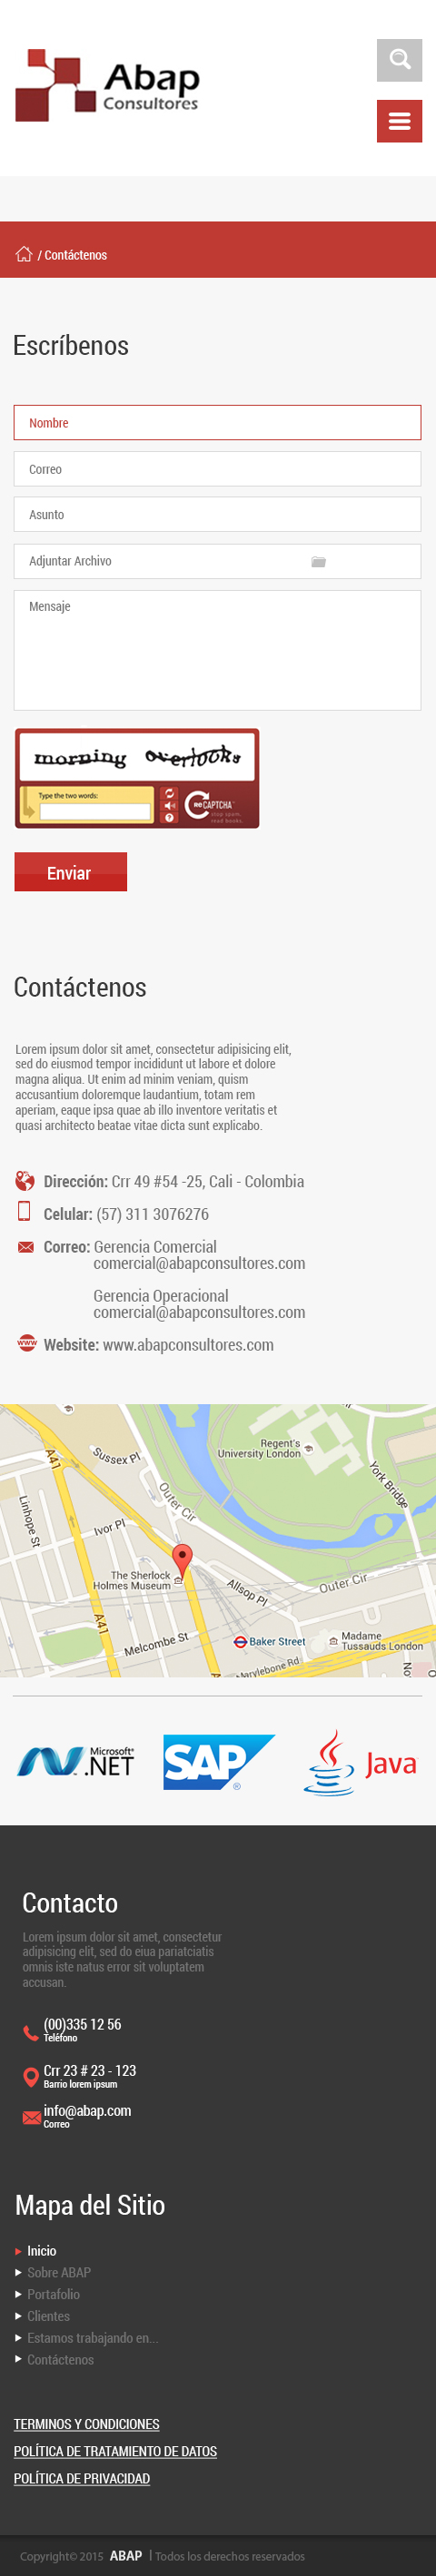 Abap
Consultores
/ Contáctenos
Escríbenos
Nombre
Correo
Asunto
Adjuntar Archivo
Mensaje
morning overlooks
Type the two words:
reCAPTCHA™
stop spam.
read books.
Enviar
Contáctenos
Lorem ipsum dolor sit amet, consectetur adipisicing elit,
sed do eiusmod tempor incididunt ut labore et dolore
magna aliqua. Ut enim ad minim veniam, quism
accusantium doloremque laudantium, totam rem
aperiam, eaque ipsa quae ab illo inventore veritatis et
quasi architecto beatae vitae dicta sunt explicabo.
Dirección: Crr 49 #54 -25, Cali - Colombia
Celular: (57) 311 3076276
Correo: Gerencia Comercial
comercial@abapconsultores.com
Gerencia Operacional
comercial@abapconsultores.com
WWW
Website: www.abapconsultores.com
A41
Sussex Pl
Regent's
University London
York Bridge
Outer Cir
Linhope St
Ivor Pl
The Sherlock
Holmes Museum
Allsop Pl
Outer Cir
A41
Melcombe St
Baker Street
Madame
Tussauds London
Marylebone Rd
Microsoft®
.NET
SAP®
Java
Contacto
Lorem ipsum dolor sit amet, consectetur
adipisicing elit, sed do eiua pariatciatis
omnis iste natus error sit voluptatem
accusan.
(00)335 12 56
Teléfono
Crr 23 # 23 - 123
Barrio lorem ipsum
info@abap.com
Correo
Mapa del Sitio
Inicio
Sobre ABAP
Portafolio
Clientes
Estamos trabajando en...
Contáctenos
TERMINOS Y CONDICIONES
POLÍTICA DE TRATAMIENTO DE DATOS
POLÍTICA DE PRIVACIDAD
Copyright© 2015 ABAP | Todos los derechos reservados